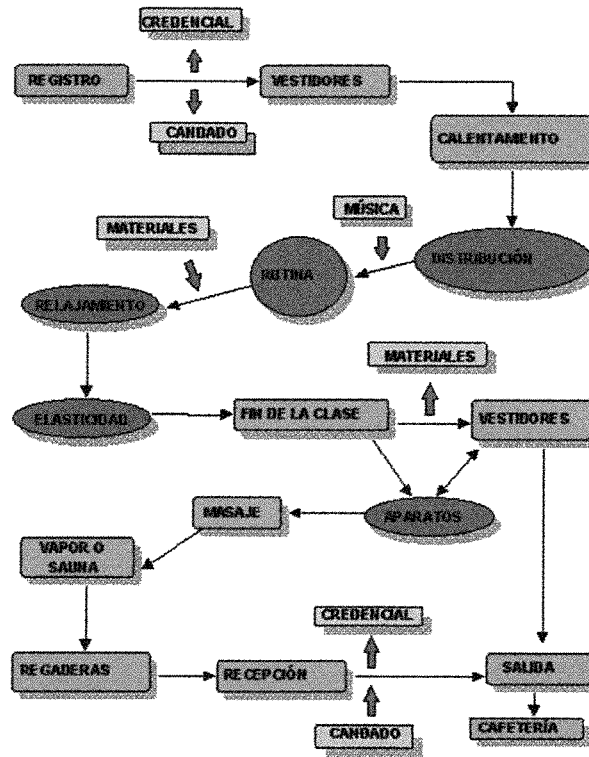 CREDENCIAL
REGISTRO
VESTIDORES
CANDADO
CALENTAMIENTO
MÚSICA
MATERIALES
DISTRIBUCIÓN
RUTINA
RELAJAMIENTO
MATERIALES
ELASTICIDAD
FIN DE LA CLASE
VESTIDORES
MASAJE
APARATOS
VAPOR O
SAUNA
CREDENCIAL
REGADERAS
RECEPCIÓN
SALIDA
CANDADO
CAFETERÍA